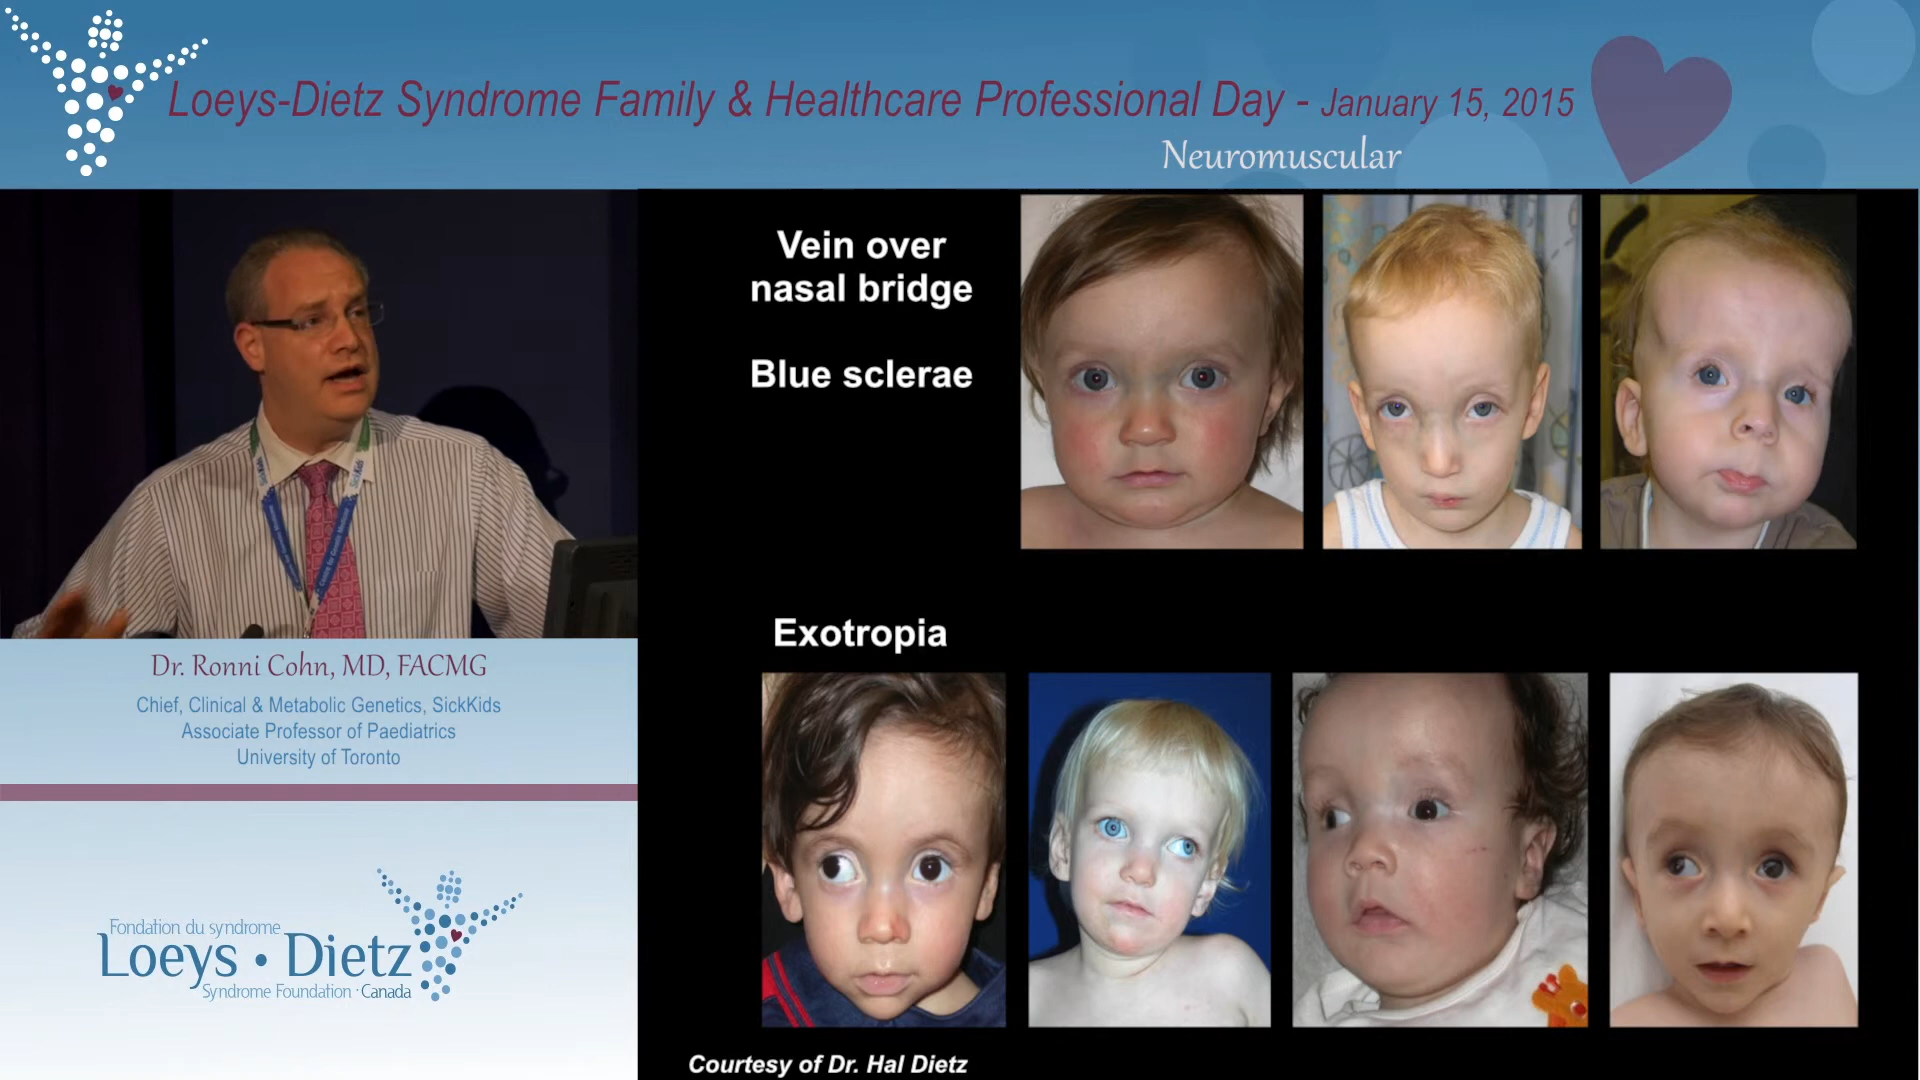 Loeys-Dietz Syndrome Family & Healthcare Professional Day - January 15, 2015
Neuromuscular
Vein over
nasal bridge
Blue sclerae
SickKids
Exotropia
Dr. Ronni Cohn, MD, FACMG
Chief, Clinical & Metabolic Genetics, SickKids
Associate Professor of Paediatrics
University of Toronto
Fondation du syndrome
Loeys • Dietz
Syndrome Foundation · Canada
Courtesy of Dr. Hal Dietz